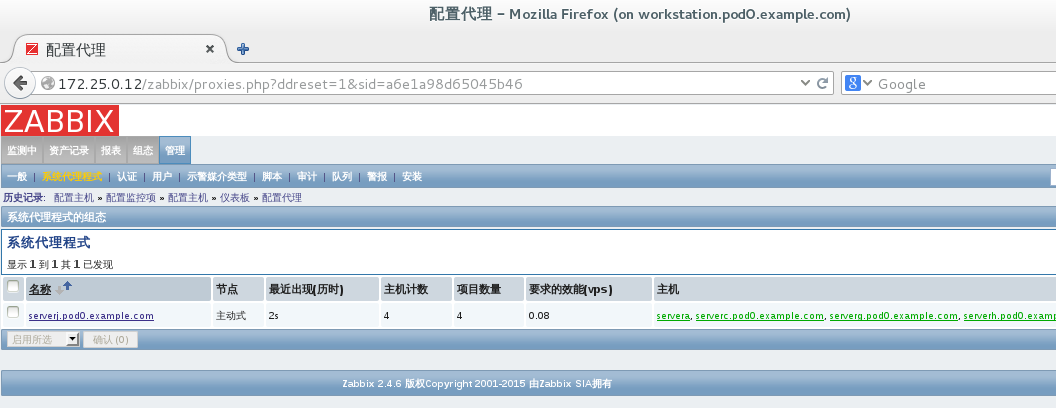 配置代理 - Mozilla Firefox (on workstation.pod0.example.com)
配置代理
172.25.0.12/zabbix/proxies.php?ddreset=1&sid=a6e1a98d65045b46 Google
ZABBIX
监测中 资产记录 报表 组态 管理
一般 | 系统代理程式 | 认证 | 用户 | 示警媒介类型 | 脚本 | 审计 | 队列 | 警报 | 安装
历史记录: 配置主机 » 配置监控项 » 配置主机 » 仪表板 » 配置代理
系统代理程式的组态
系统代理程式
显示 1 到 1 其 1 已发现
名称 节点 最近出现(历时) 主机计数 项目数量 要求的效能(vps) 主机
serverj.pod0.example.com 主动式 2s 4 4 0.08 servera, serverc.pod0.example.com, serverg.pod0.example.com, serverh.pod0.examp
启用所选 确认 (0)
Zabbix 2.4.6 版权Copyright 2001-2015 由Zabbix SIA拥有